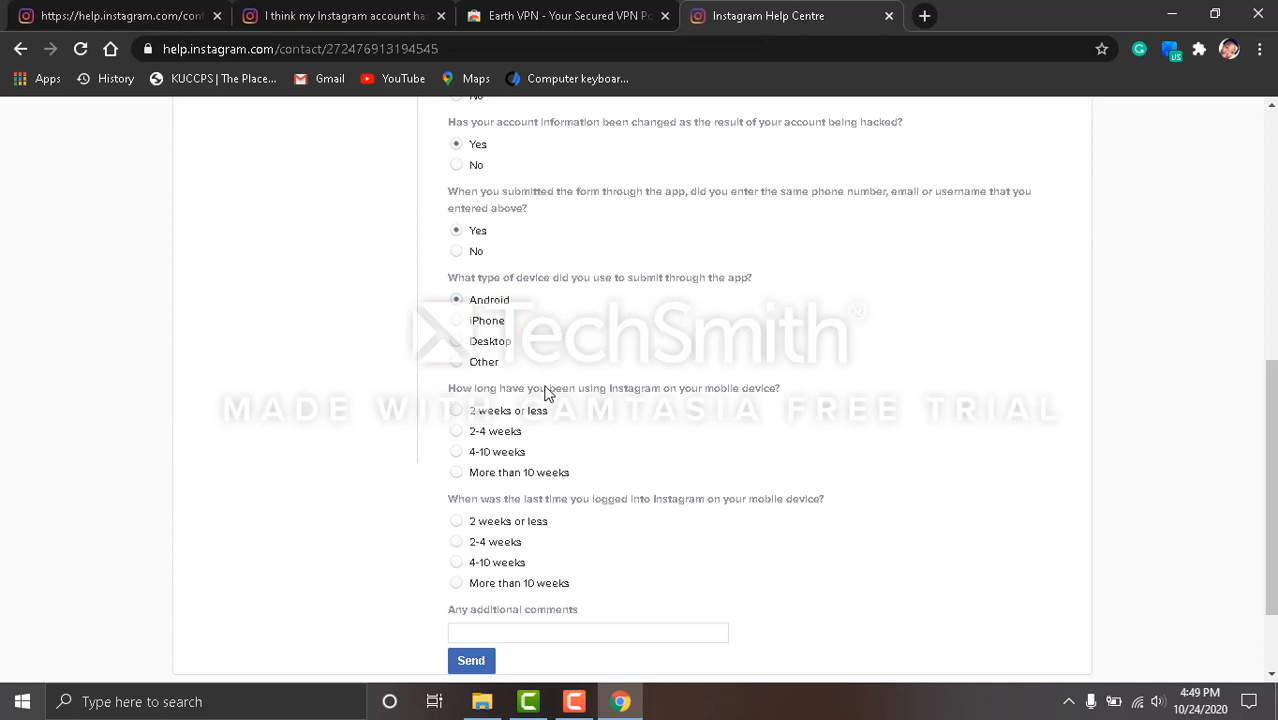 https://help.instagram.com/cont
I think my Instagram account ha
Earth VPN - Your Secured VPN Po
Instagram Help Centre
help.instagram.com/contact/272476913194545
US
Apps
History
KUCCPS | The Place...
Gmail
YouTube
Maps
Computer keyboar...
No
Has your account information been changed as the result of your account being hacked?
Yes
No
When you submitted the form through the app, did you enter the same phone number, email or username that you
entered above?
Yes
No
What type of device did you use to submit through the app?
Android
iPhone
Desktop
Other
TechSmith®
MADE WITH CAMTASIA FREE TRIAL
How long have you been using Instagram on your mobile device?
2 weeks or less
2-4 weeks
4-10 weeks
More than 10 weeks
When was the last time you logged into Instagram on your mobile device?
2 weeks or less
2-4 weeks
4-10 weeks
More than 10 weeks
Any additional comments
Send
Type here to search
4:49 PM
10/24/2020